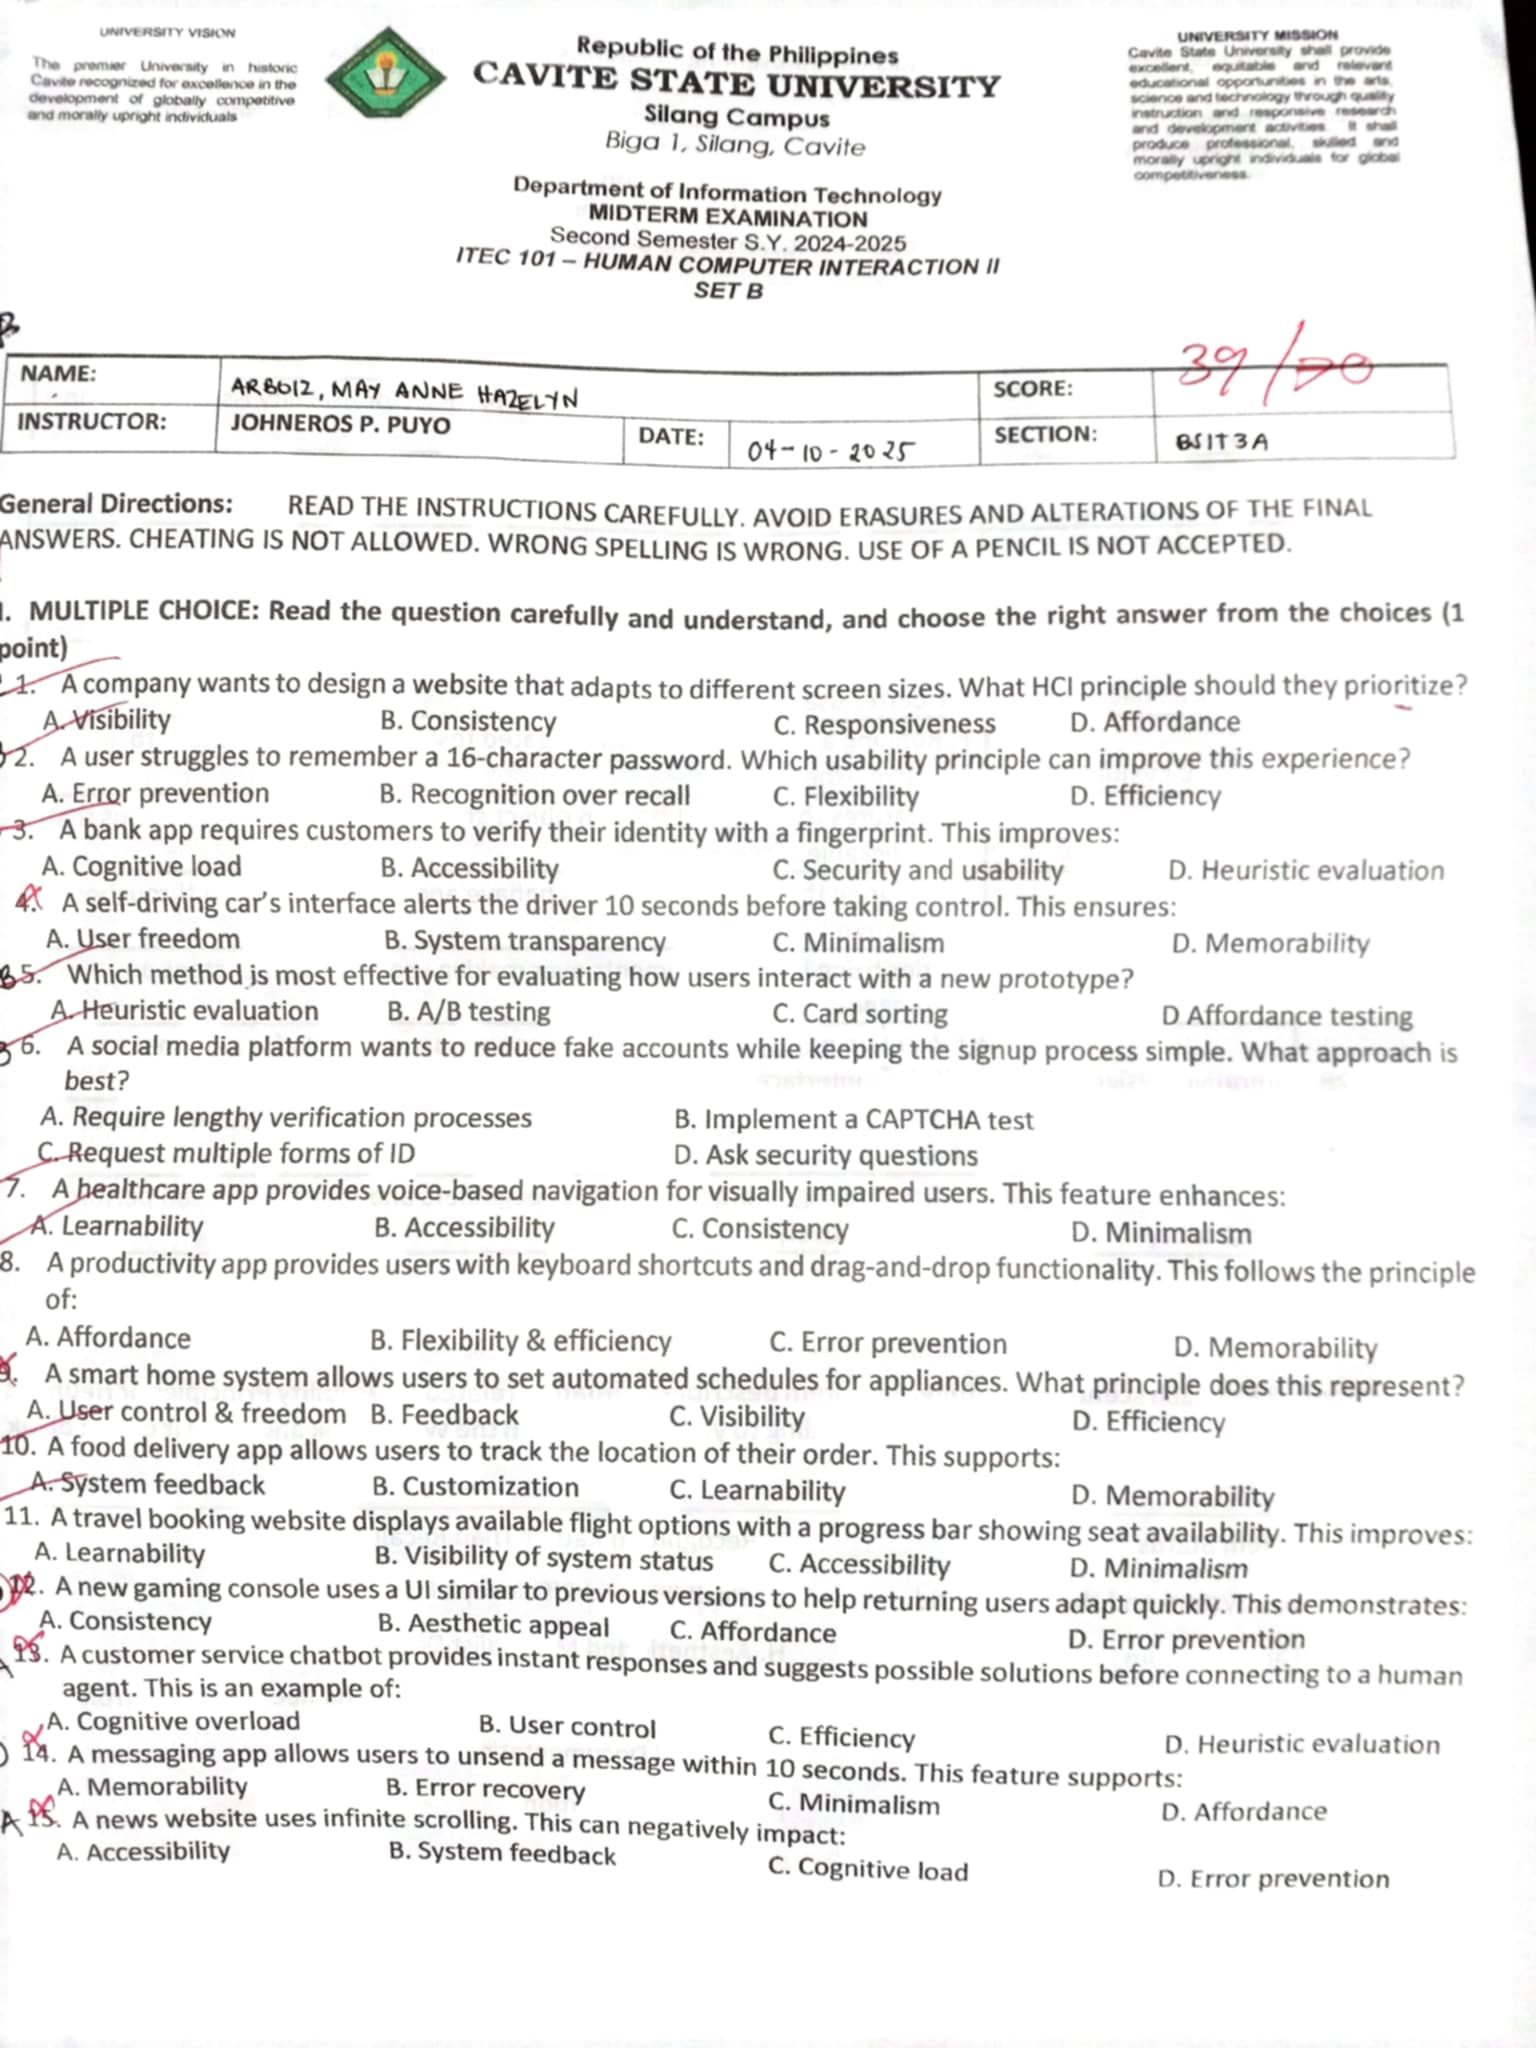 UNIVERSITY VISION
The premier University in historic
Cavite recognized for excellence in the
development of globally competitive
and morally upright individuals
Republic of the Philippines
CAVITE STATE UNIVERSITY
Silang Campus
Biga 1, Silang, Cavite
UNIVERSITY MISSION
Cavite State University shall provide
excellent, equitable and relevant
educational opportunities in the arts,
science and technology through quality
instruction and responsive research
and development activities. It shall
produce professional, skilled and
morally upright individuals for global
competitiveness.
Department of Information Technology
MIDTERM EXAMINATION
Second Semester S.Y. 2024-2025
ITEC 101 – HUMAN COMPUTER INTERACTION II
SET B
NAME: ARBOIZ, MAY ANNE HAZELYN SCORE: 39/
INSTRUCTOR: JOHNEROS P. PUYO DATE: 04-10-2025 SECTION: BSIT 3A
General Directions: READ THE INSTRUCTIONS CAREFULLY. AVOID ERASURES AND ALTERATIONS OF THE FINAL
ANSWERS. CHEATING IS NOT ALLOWED. WRONG SPELLING IS WRONG. USE OF A PENCIL IS NOT ACCEPTED.
I. MULTIPLE CHOICE: Read the question carefully and understand, and choose the right answer from the choices (1
point)
1. A company wants to design a website that adapts to different screen sizes. What HCI principle should they prioritize?
A. Visibility B. Consistency C. Responsiveness D. Affordance
2. A user struggles to remember a 16-character password. Which usability principle can improve this experience?
A. Error prevention B. Recognition over recall C. Flexibility D. Efficiency
3. A bank app requires customers to verify their identity with a fingerprint. This improves:
A. Cognitive load B. Accessibility C. Security and usability D. Heuristic evaluation
4. A self-driving car's interface alerts the driver 10 seconds before taking control. This ensures:
A. User freedom B. System transparency C. Minimalism D. Memorability
B 5. Which method is most effective for evaluating how users interact with a new prototype?
A. Heuristic evaluation B. A/B testing C. Card sorting D Affordance testing
6. A social media platform wants to reduce fake accounts while keeping the signup process simple. What approach is
best?
A. Require lengthy verification processes B. Implement a CAPTCHA test
C. Request multiple forms of ID D. Ask security questions
7. A healthcare app provides voice-based navigation for visually impaired users. This feature enhances:
A. Learnability B. Accessibility C. Consistency D. Minimalism
8. A productivity app provides users with keyboard shortcuts and drag-and-drop functionality. This follows the principle
of:
A. Affordance B. Flexibility & efficiency C. Error prevention D. Memorability
9. A smart home system allows users to set automated schedules for appliances. What principle does this represent?
A. User control & freedom B. Feedback C. Visibility D. Efficiency
10. A food delivery app allows users to track the location of their order. This supports:
A. System feedback B. Customization C. Learnability D. Memorability
11. A travel booking website displays available flight options with a progress bar showing seat availability. This improves:
A. Learnability B. Visibility of system status C. Accessibility D. Minimalism
12. A new gaming console uses a UI similar to previous versions to help returning users adapt quickly. This demonstrates:
A. Consistency B. Aesthetic appeal C. Affordance D. Error prevention
13. A customer service chatbot provides instant responses and suggests possible solutions before connecting to a human
agent. This is an example of:
A. Cognitive overload B. User control C. Efficiency D. Heuristic evaluation
14. A messaging app allows users to unsend a message within 10 seconds. This feature supports:
A. Memorability B. Error recovery C. Minimalism D. Affordance
A 15. A news website uses infinite scrolling. This can negatively impact:
A. Accessibility B. System feedback C. Cognitive load D. Error prevention